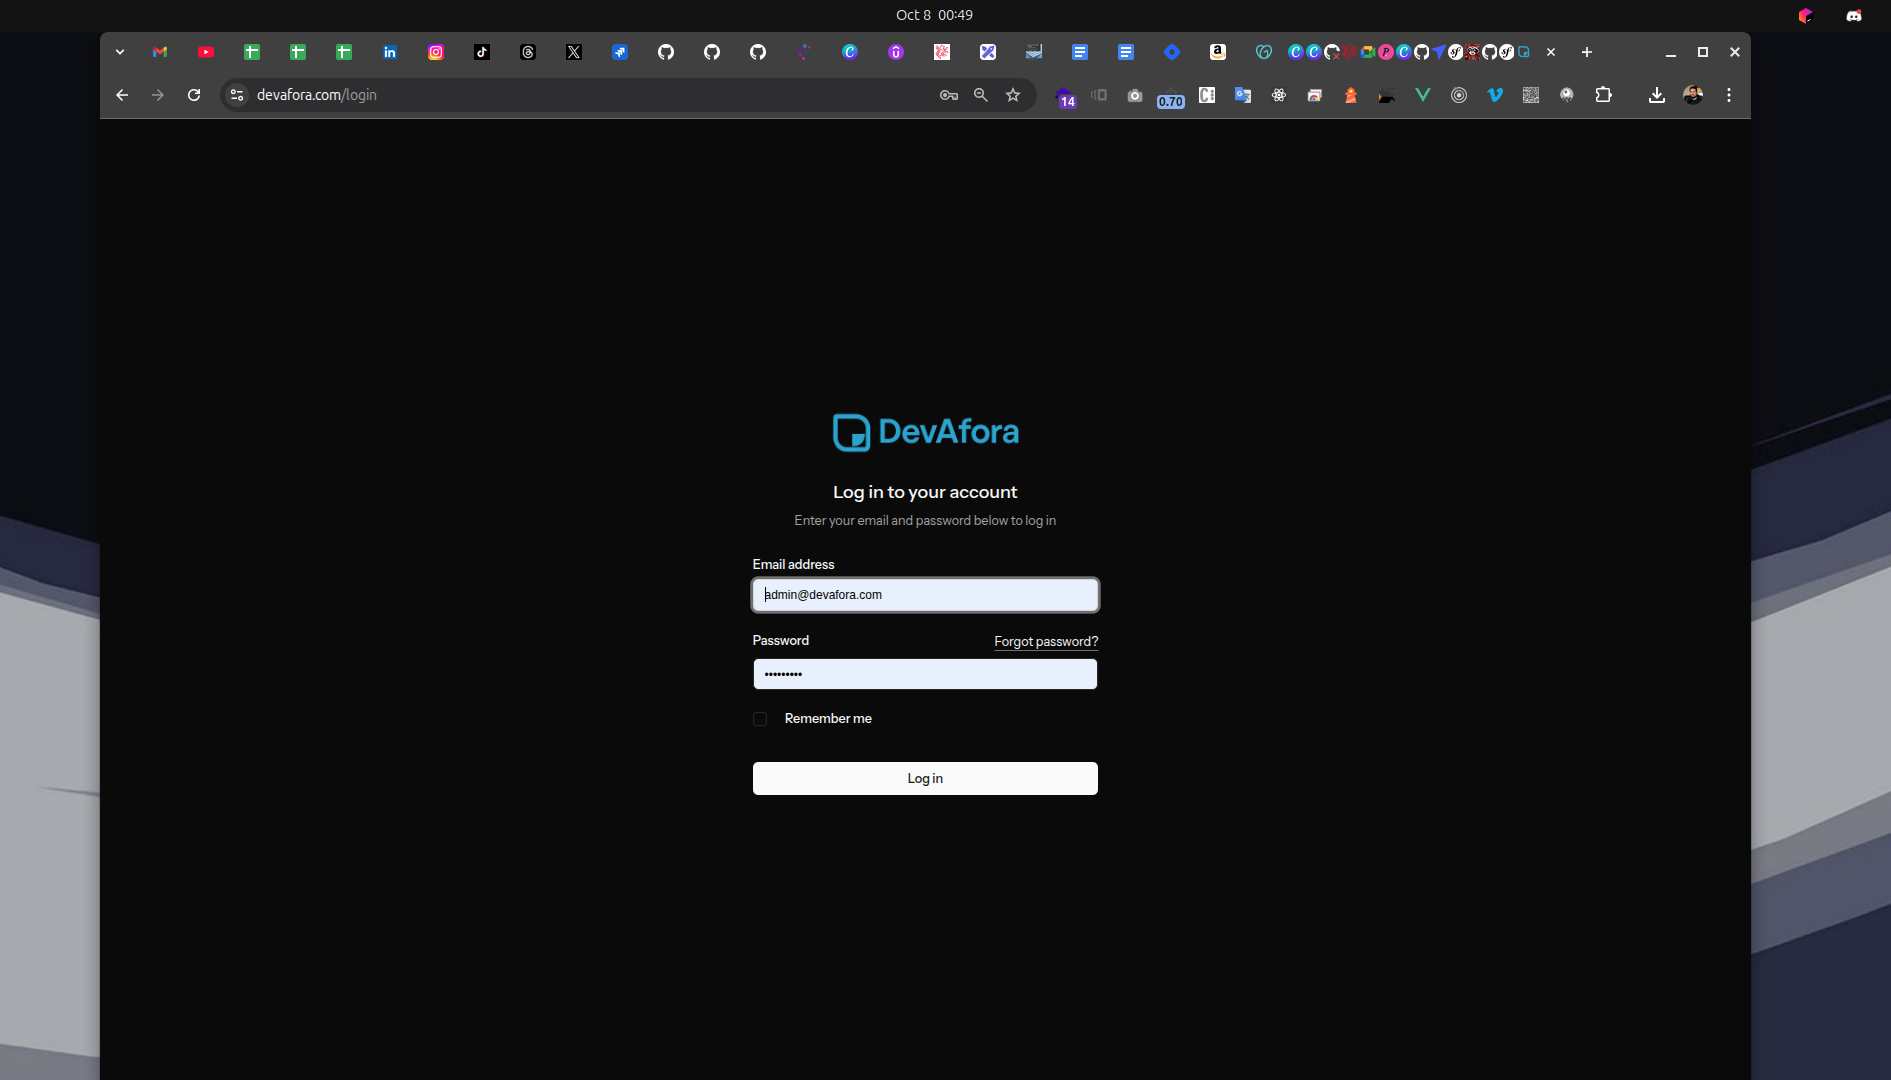 Oct 8 00:49
devafora.com/login
14
0.70
DevAfora
Log in to your account
Enter your email and password below to log in
Email address
admin@devafora.com
Password
Forgot password?
•••••••••
Remember me
Log in